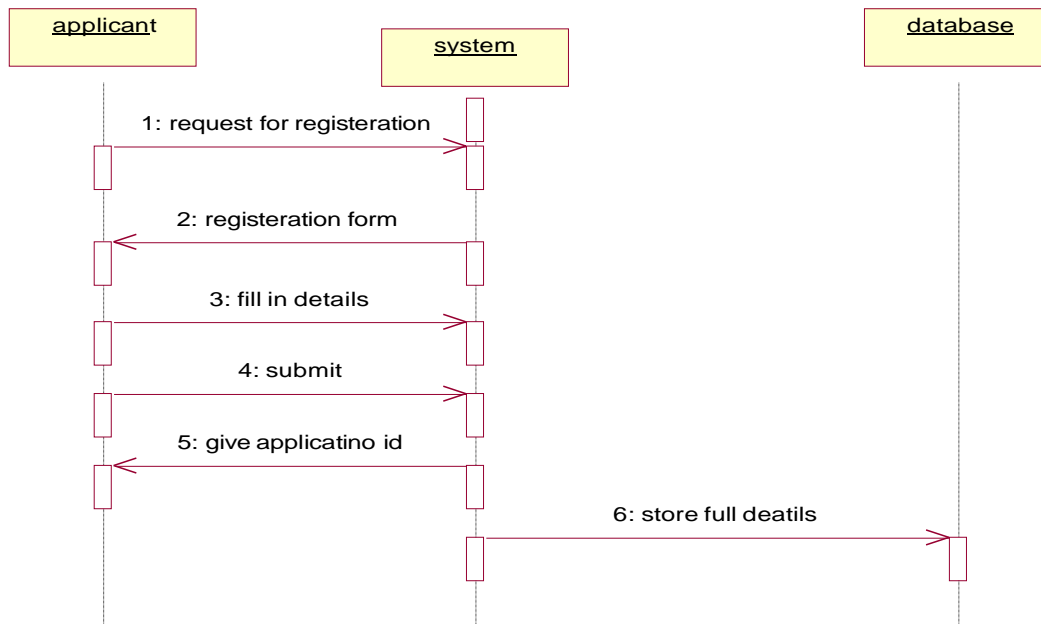 applicant
system
database
1: request for registeration
2: registeration form
3: fill in details
4: submit
5: give applicatino id
6: store full deatils